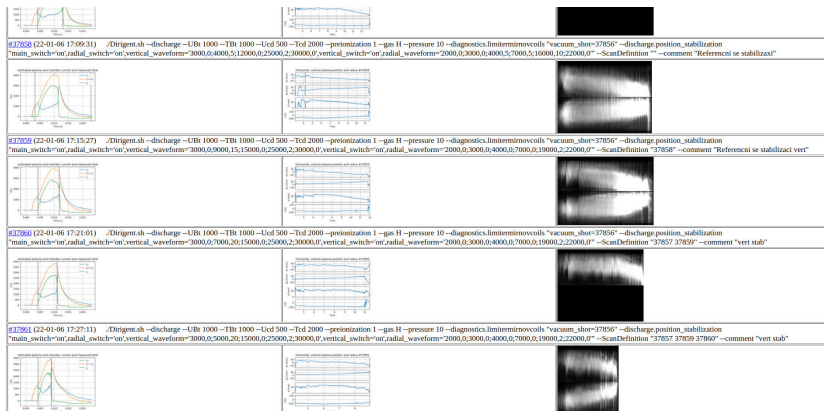 #37858 (22-01-06 17:09:31) ./Dirigent.sh --discharge --UBt 1000 --TBt 1000 --Ucd 500 --Tcd 2000 --preionization 1 --gas H --pressure 10 --diagnostics.limitermirnovcoils "vacuum_shot=37856" --discharge.position_stabilization
"main_switch='on',radial_switch='on',vertical_waveform='3000,0;4000,5;12000,0;25000,2;30000,0',vertical_switch='on',radial_waveform='2000,0;3000,0;4000,5;7000,5;16000,10;22000,0'" --ScanDefinition "" --comment "Referencni se stabilizaxi"
#37859 (22-01-06 17:15:27) ./Dirigent.sh --discharge --UBt 1000 --TBt 1000 --Ucd 500 --Tcd 2000 --preionization 1 --gas H --pressure 10 --diagnostics.limitermirnovcoils "vacuum_shot=37856" --discharge.position_stabilization
"main_switch='on',radial_switch='on',vertical_waveform='3000,0;9000,15;15000,0;25000,2;30000,0',vertical_switch='on',radial_waveform='2000,0;3000,0;4000,0;7000,0;19000,2;22000,0'" --ScanDefinition "37858" --comment "Referencni se stabilizaci vert"
#37860 (22-01-06 17:21:01) ./Dirigent.sh --discharge --UBt 1000 --TBt 1000 --Ucd 500 --Tcd 2000 --preionization 1 --gas H --pressure 10 --diagnostics.limitermirnovcoils "vacuum_shot=37856" --discharge.position_stabilization
"main_switch='on',radial_switch='on',vertical_waveform='3000,0;7000,20;15000,0;25000,2;30000,0',vertical_switch='on',radial_waveform='2000,0;3000,0;4000,0;7000,0;19000,2;22000,0'" --ScanDefinition "37857 37859" --comment "vert stab"
#37861 (22-01-06 17:27:11) ./Dirigent.sh --discharge --UBt 1000 --TBt 1000 --Ucd 500 --Tcd 2000 --preionization 1 --gas H --pressure 10 --diagnostics.limitermirnovcoils "vacuum_shot=37856" --discharge.position_stabilization
"main_switch='on',radial_switch='on',vertical_waveform='3000,0;5000,20;15000,0;25000,2;30000,0',vertical_switch='on',radial_waveform='2000,0;3000,0;4000,0;7000,0;19000,2;22000,0'" --ScanDefinition "37857 37859 37860" --comment "vert stab"